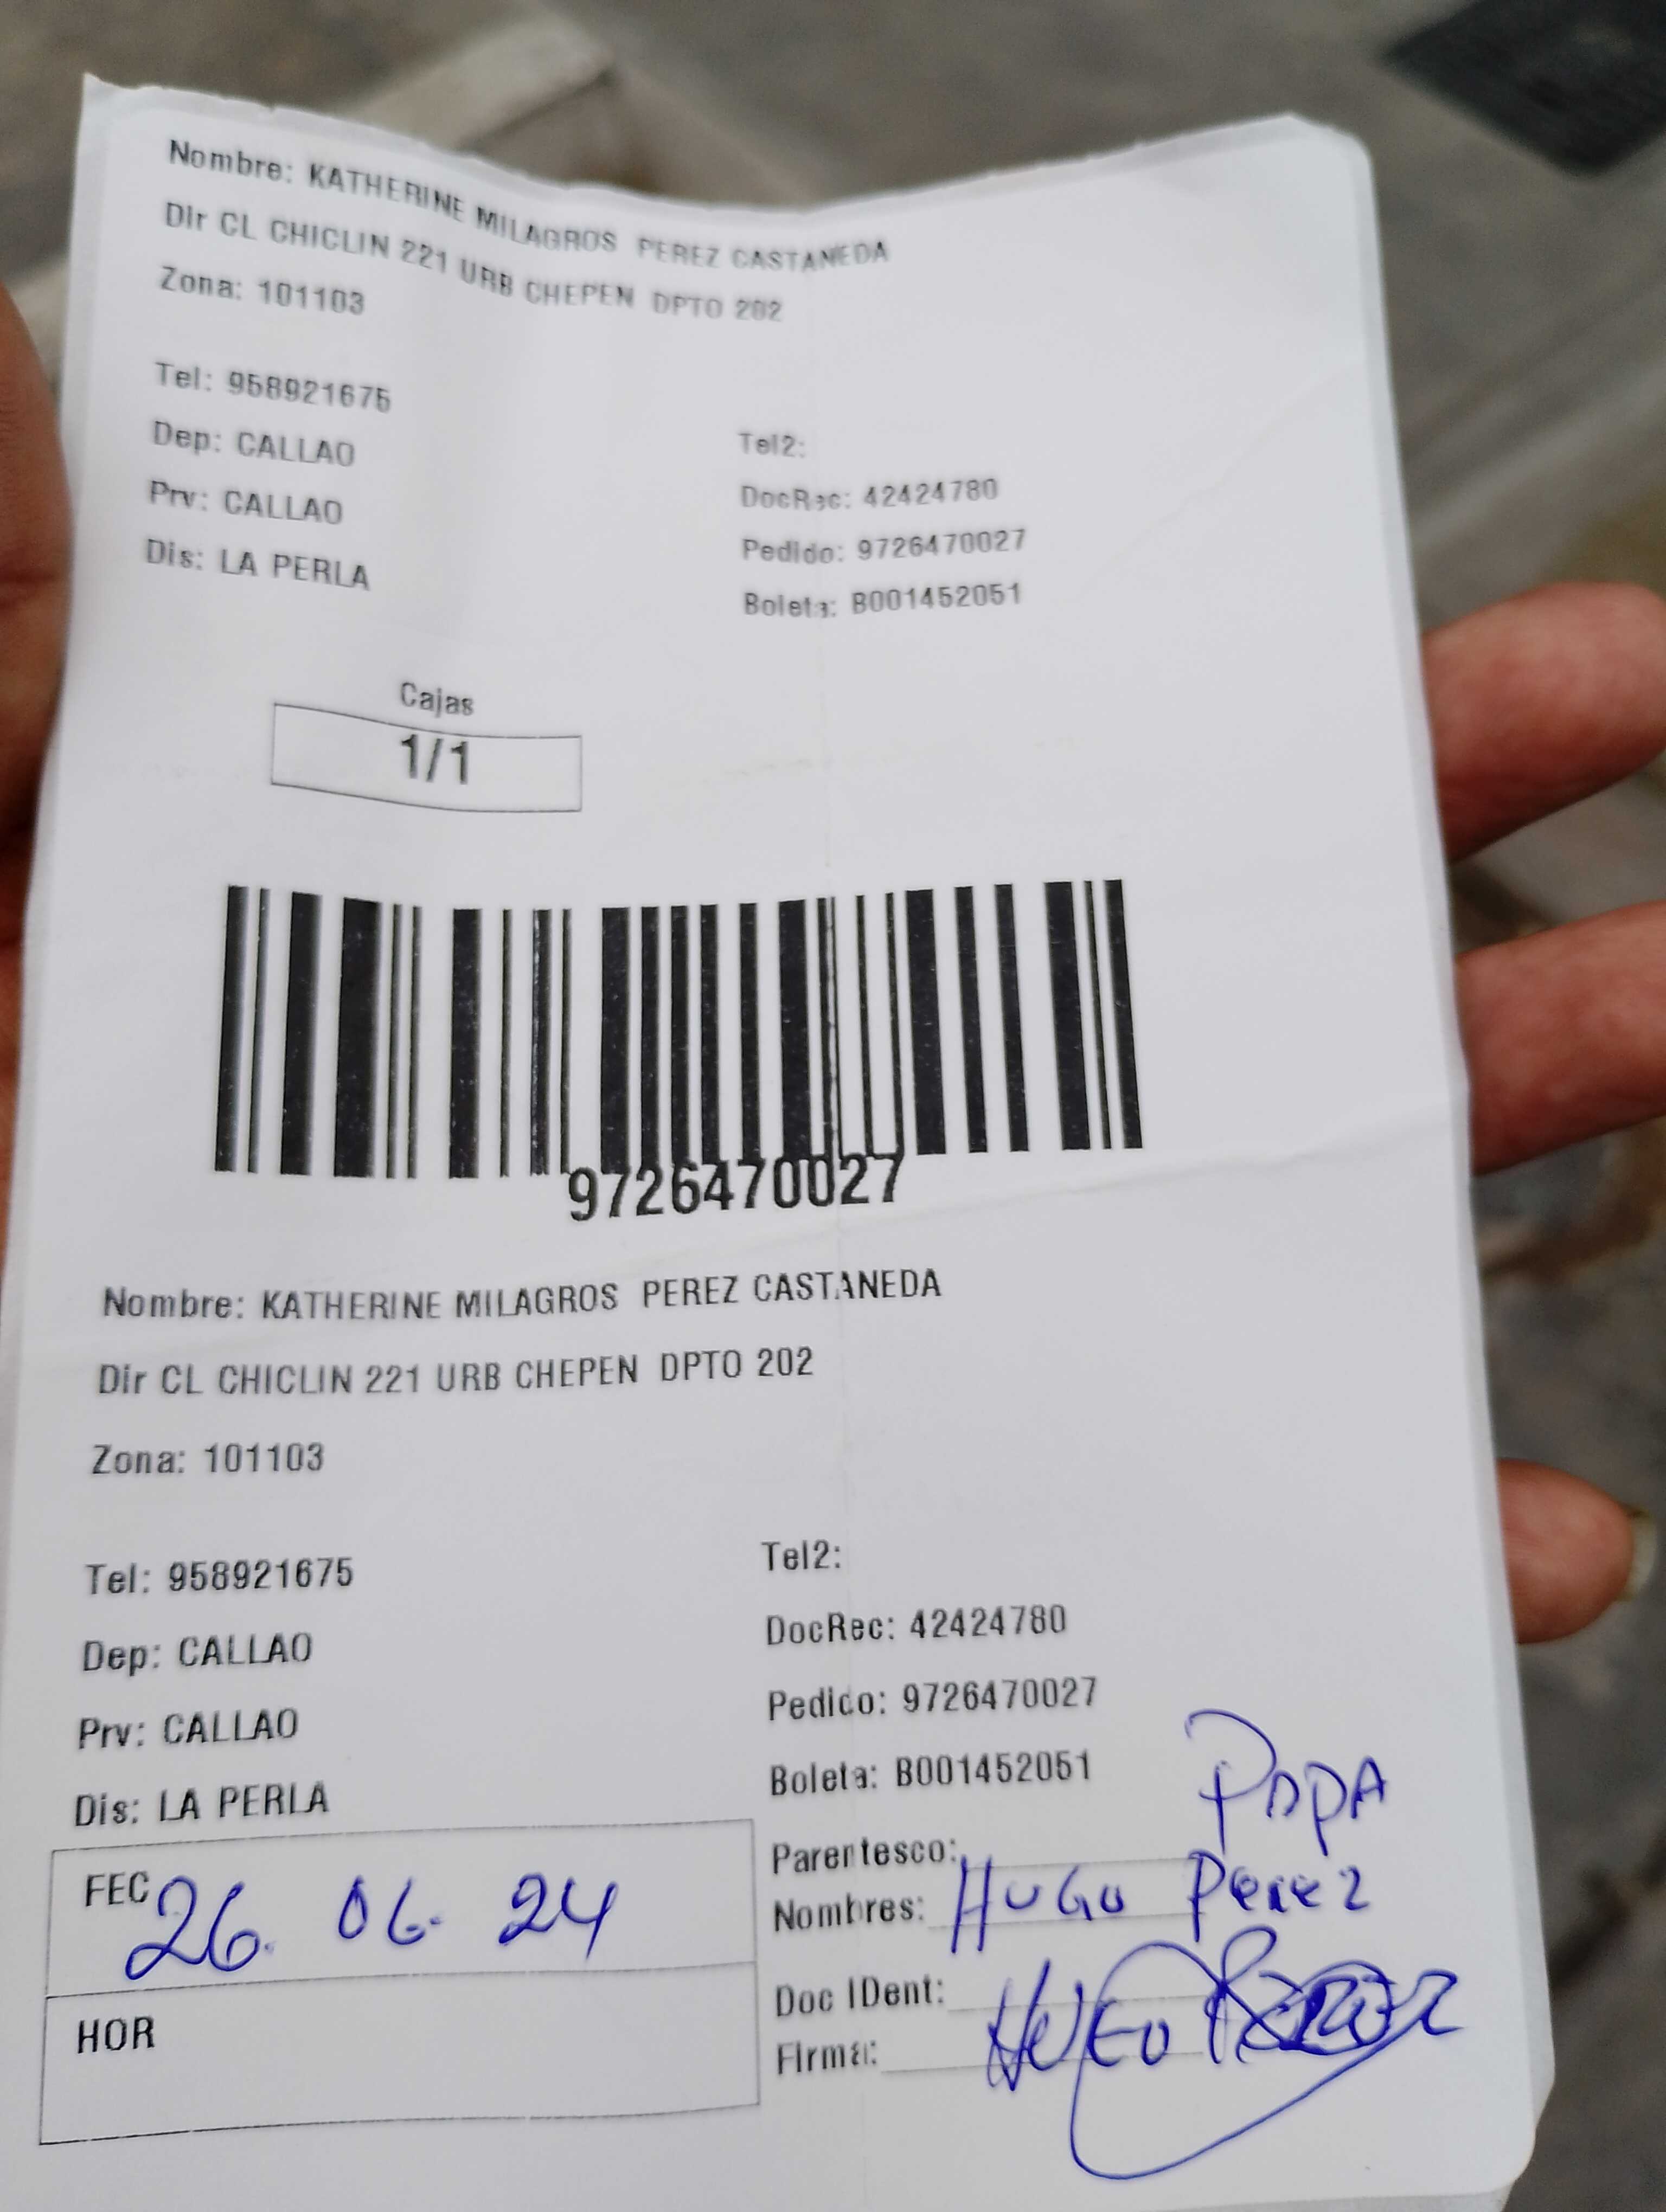 Nombre: KATHERINE MILAGROS PEREZ CASTANEDA
Dir CL CHICLIN 221 URB CHEPEN DPTO 202
Zona: 101103
Tel: 958921675
Tel2:
Dep: CALLAO
DocRec: 42424780
Prv: CALLAO
Pedido: 9726470027
Dis: LA PERLA
Boleta: B001452051
Cajas
1/1
9726470027
Nombre: KATHERINE MILAGROS PEREZ CASTANEDA
Dir CL CHICLIN 221 URB CHEPEN DPTO 202
Zona: 101103
Tel: 958921675
Tel2:
Dep: CALLAO
DocRec: 42424780
Prv: CALLAO
Pedido: 9726470027
Dis: LA PERLA
Boleta: B001452051
Parentesco: PAPA
FEC 26. 06. 24
Nombres: HUGO Perez
HOR
Doc IDent:
Firma: HUGO Perez